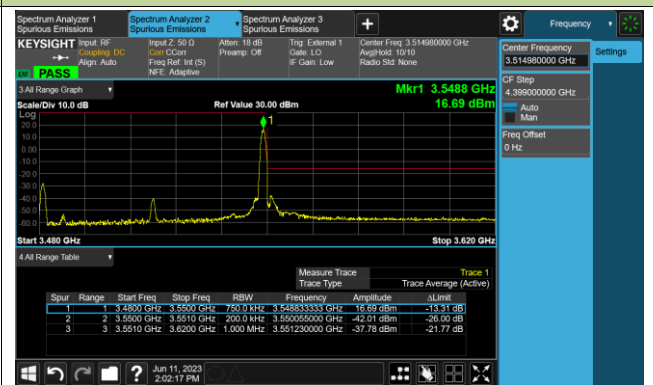 Spectrum Analyzer 1
Spurious Emissions
Spectrum Analyzer 2
Spurious Emissions
Spectrum Analyzer 3
Spurious Emissions
Frequency
KEYSIGHT
Input: RF
Coupling: DC
Align: Auto
Input Z: 50 Ω
Corr CCorr
Freq Ref: Int (S)
NFE: Adaptive
Atten: 18 dB
Preamp: Off
Trig: External 1
Gate: LO
IF Gain: Low
Center Freq: 3.514980000 GHz
Avg|Hold: 10/10
Radio Std: None
PASS
Center Frequency
3.514980000 GHz
Settings
CF Step
4.399000000 GHz
Auto
Man
Freq Offset
0 Hz
3 All Range Graph
Mkr1 3.5488 GHz
16.69 dBm
Scale/Div 10.0 dB
Ref Value 30.00 dBm
Log
20.0
10.0
0.00
-10.0
-20.0
-30.0
-40.0
-50.0
-60.0
1
Start 3.480 GHz
Stop 3.620 GHz
4 All Range Table
Measure Trace
Trace 1
Trace Type
Trace Average (Active)
Spur Range Start Freq Stop Freq RBW Frequency Amplitude ΔLimit
1 1 3.4800 GHz 3.5500 GHz 750.0 kHz 3.548833333 GHz 16.69 dBm -13.31 dB
2 2 3.5500 GHz 3.5510 GHz 200.0 kHz 3.550055000 GHz -42.01 dBm -26.00 dB
3 3 3.5510 GHz 3.6200 GHz 1.000 MHz 3.551230000 GHz -37.78 dBm -21.77 dB
Jun 11, 2023
2:02:17 PM